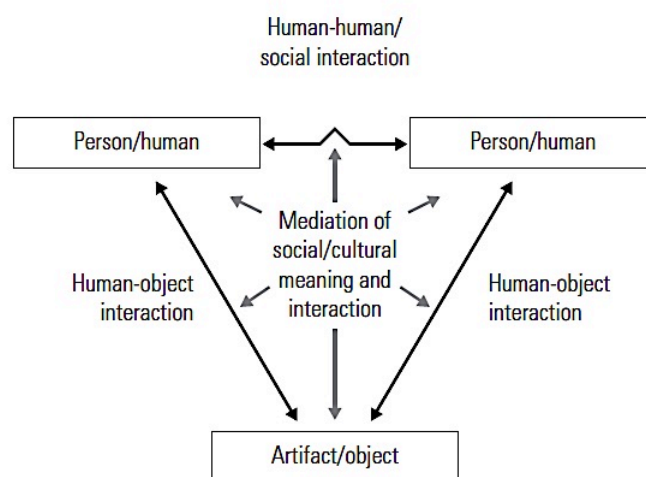 Human-human/
social interaction
Person/human
Person/human
Mediation of
social/cultural
meaning and
interaction
Human-object
interaction
Human-object
interaction
Artifact/object